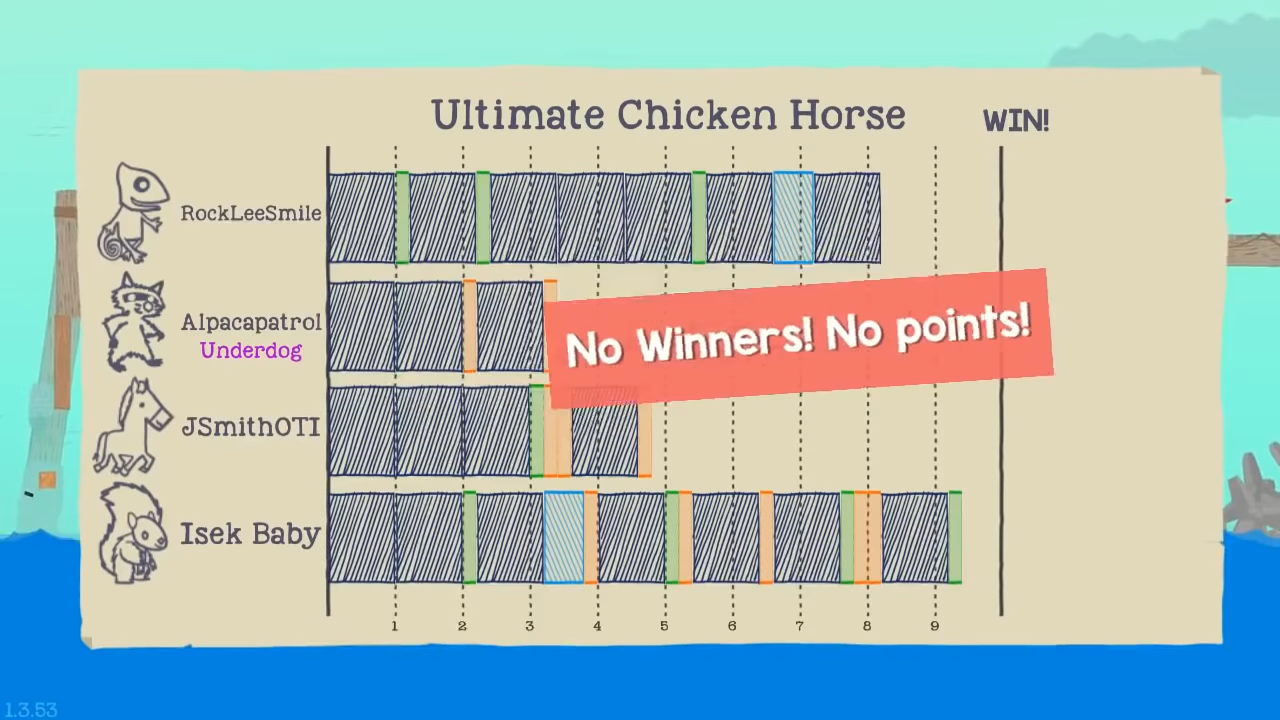 Ultimate Chicken Horse
WIN!
RockLeeSmile
Alpacapatrol
Underdog
No Winners! No points!
JSmithOTI
Isek Baby
1 2 3 4 5 6 7 8 9
1.3.53